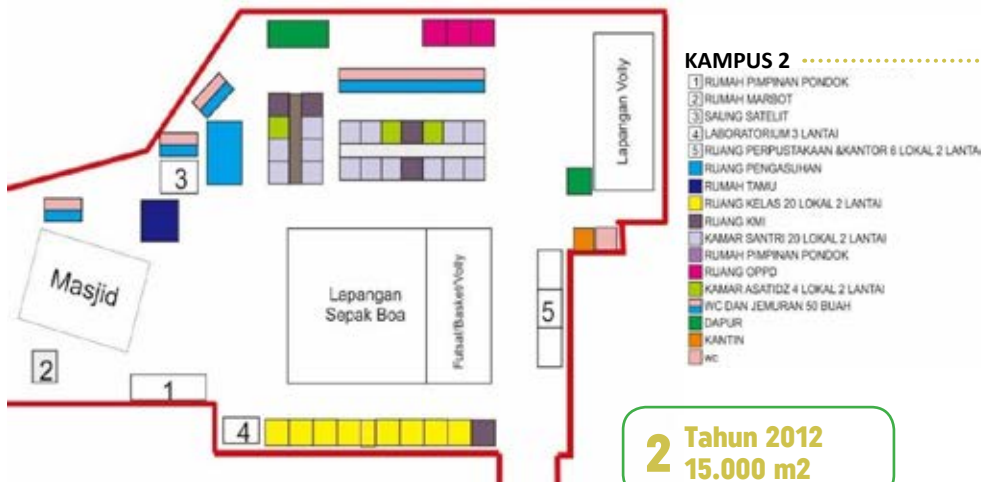 Lapangan Volly
3
Masjid
Lapangan
Sepak Boa
Futsal/Basket/Volly
5
2
1
4
KAMPUS 2
1 RUMAH PIMPINAN PONDOK
2 RUMAH MARBOT
3 SAUNG SATELIT
4 LABORATORIUM 3 LANTAI
5 RUANG PERPUSTAKAAN &KANTOR 6 LOKAL 2 LANTAI
RUANG PENGASUHAN
RUMAH TAMU
RUANG KELAS 20 LOKAL 2 LANTAI
RUANG KMI
KAMAR SANTRI 20 LOKAL 2 LANTAI
RUMAH PIMPINAN PONDOK
RUANG OPPD
KAMAR ASATIDZ 4 LOKAL 2 LANTAI
WC DAN JEMURAN 50 BUAH
DAPUR
KANTIN
WC
2 Tahun 2012
15.000 m2